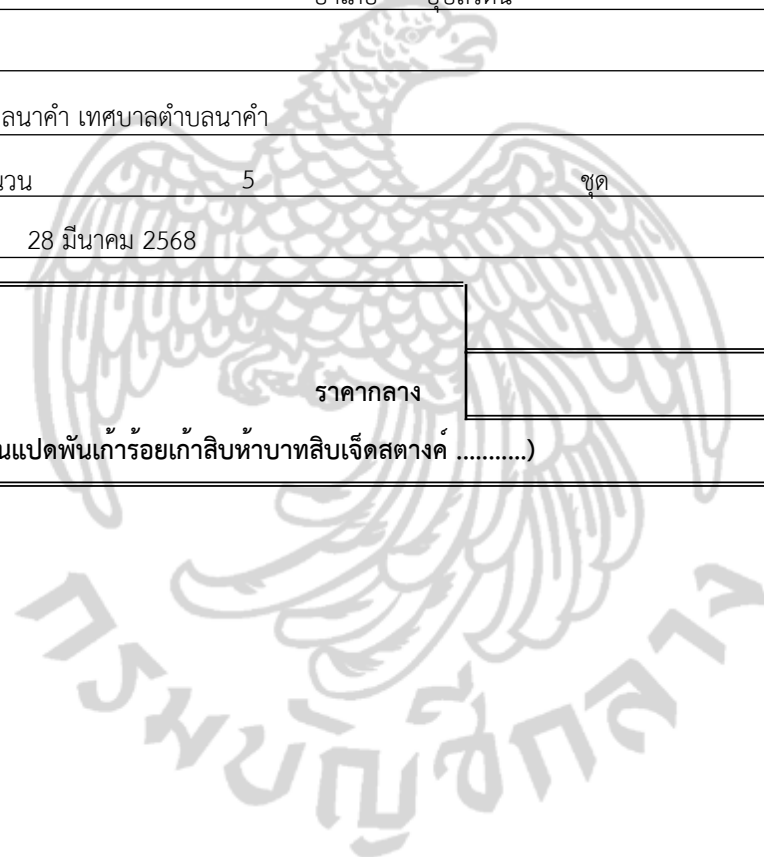 ลนาคำ เทศบาลตำบลนาคำ
นวน 5 ชุด
28 มีนาคม 2568
ราคากลาง
นแปดพันเก้าร้อยเก้าสิบห้าบาทสิบเจ็ดสตางค์ ...........)
กรมบัญชีกลาง